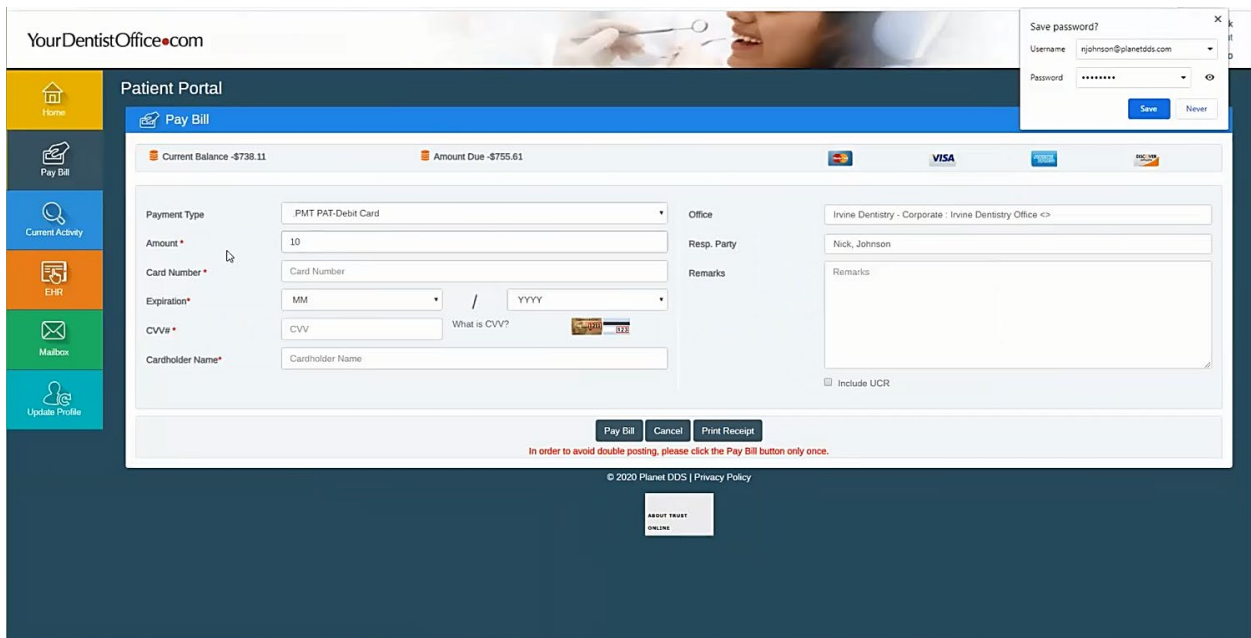 YourDentistOffice•com
Save password?
Username njohnson@planetdds.com
Password ••••••••
Save Never
Home
Pay Bill
Current Activity
EHR
Mailbox
Update Profile
Patient Portal
Pay Bill
Current Balance -$738.11 Amount Due -$755.61 VISA
Payment Type .PMT PAT-Debit Card
Amount * 10
Card Number * Card Number
Expiration* MM / YYYY
CVV# * CVV What is CVV?
Cardholder Name* Cardholder Name
Office Irvine Dentistry - Corporate : Irvine Dentistry Office <>
Resp. Party Nick, Johnson
Remarks Remarks
Include UCR
Pay Bill Cancel Print Receipt
In order to avoid double posting, please click the Pay Bill button only once.
© 2020 Planet DDS | Privacy Policy
ABOUT TRUST
ONLINE